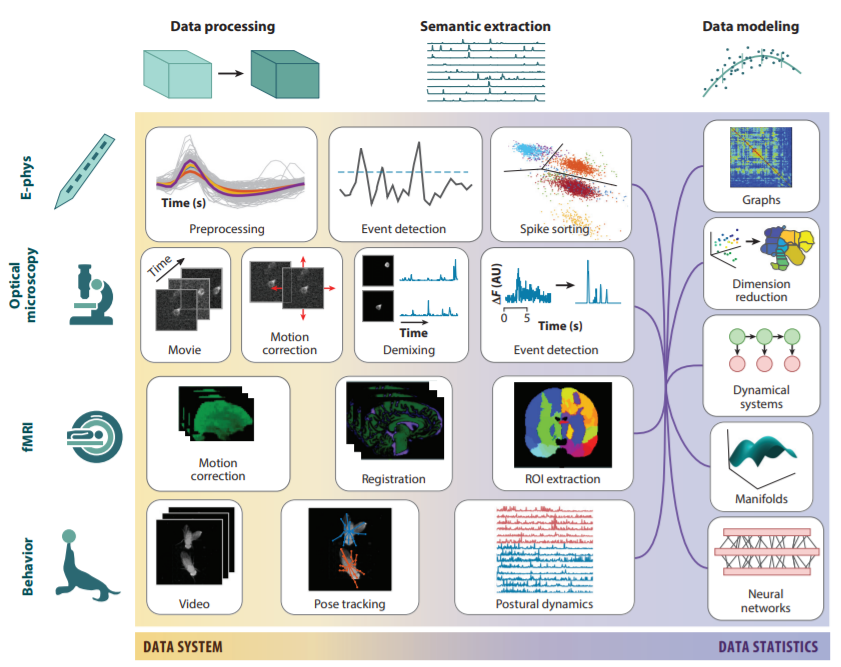 Data processing
Semantic extraction
Data modeling
E-phys
Time (s)
Preprocessing
Event detection
Spike sorting
Graphs
Optical
microscopy
Time
Movie
Motion
correction
Time
Demixing
ΔF (AU)
0 5
Time (s)
Event detection
Dimension
reduction
Dynamical
systems
fMRI
Motion
correction
Registration
ROI extraction
Manifolds
Behavior
Video
Pose tracking
Postural dynamics
Neural
networks
DATA SYSTEM
DATA STATISTICS